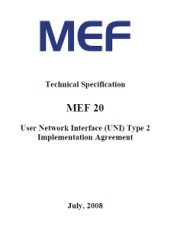 MEF
Technical Specification
MEF 20
User Network Interface (UNI) Type 2
Implementation Agreement
July, 2008